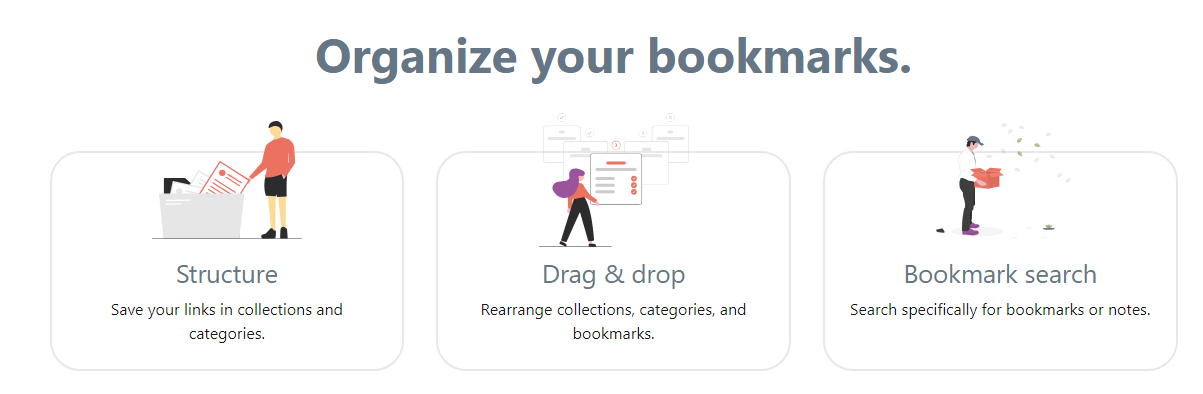 Organize your bookmarks.
Structure
Save your links in collections and
categories.
Drag & drop
Rearrange collections, categories, and
bookmarks.
Bookmark search
Search specifically for bookmarks or notes.